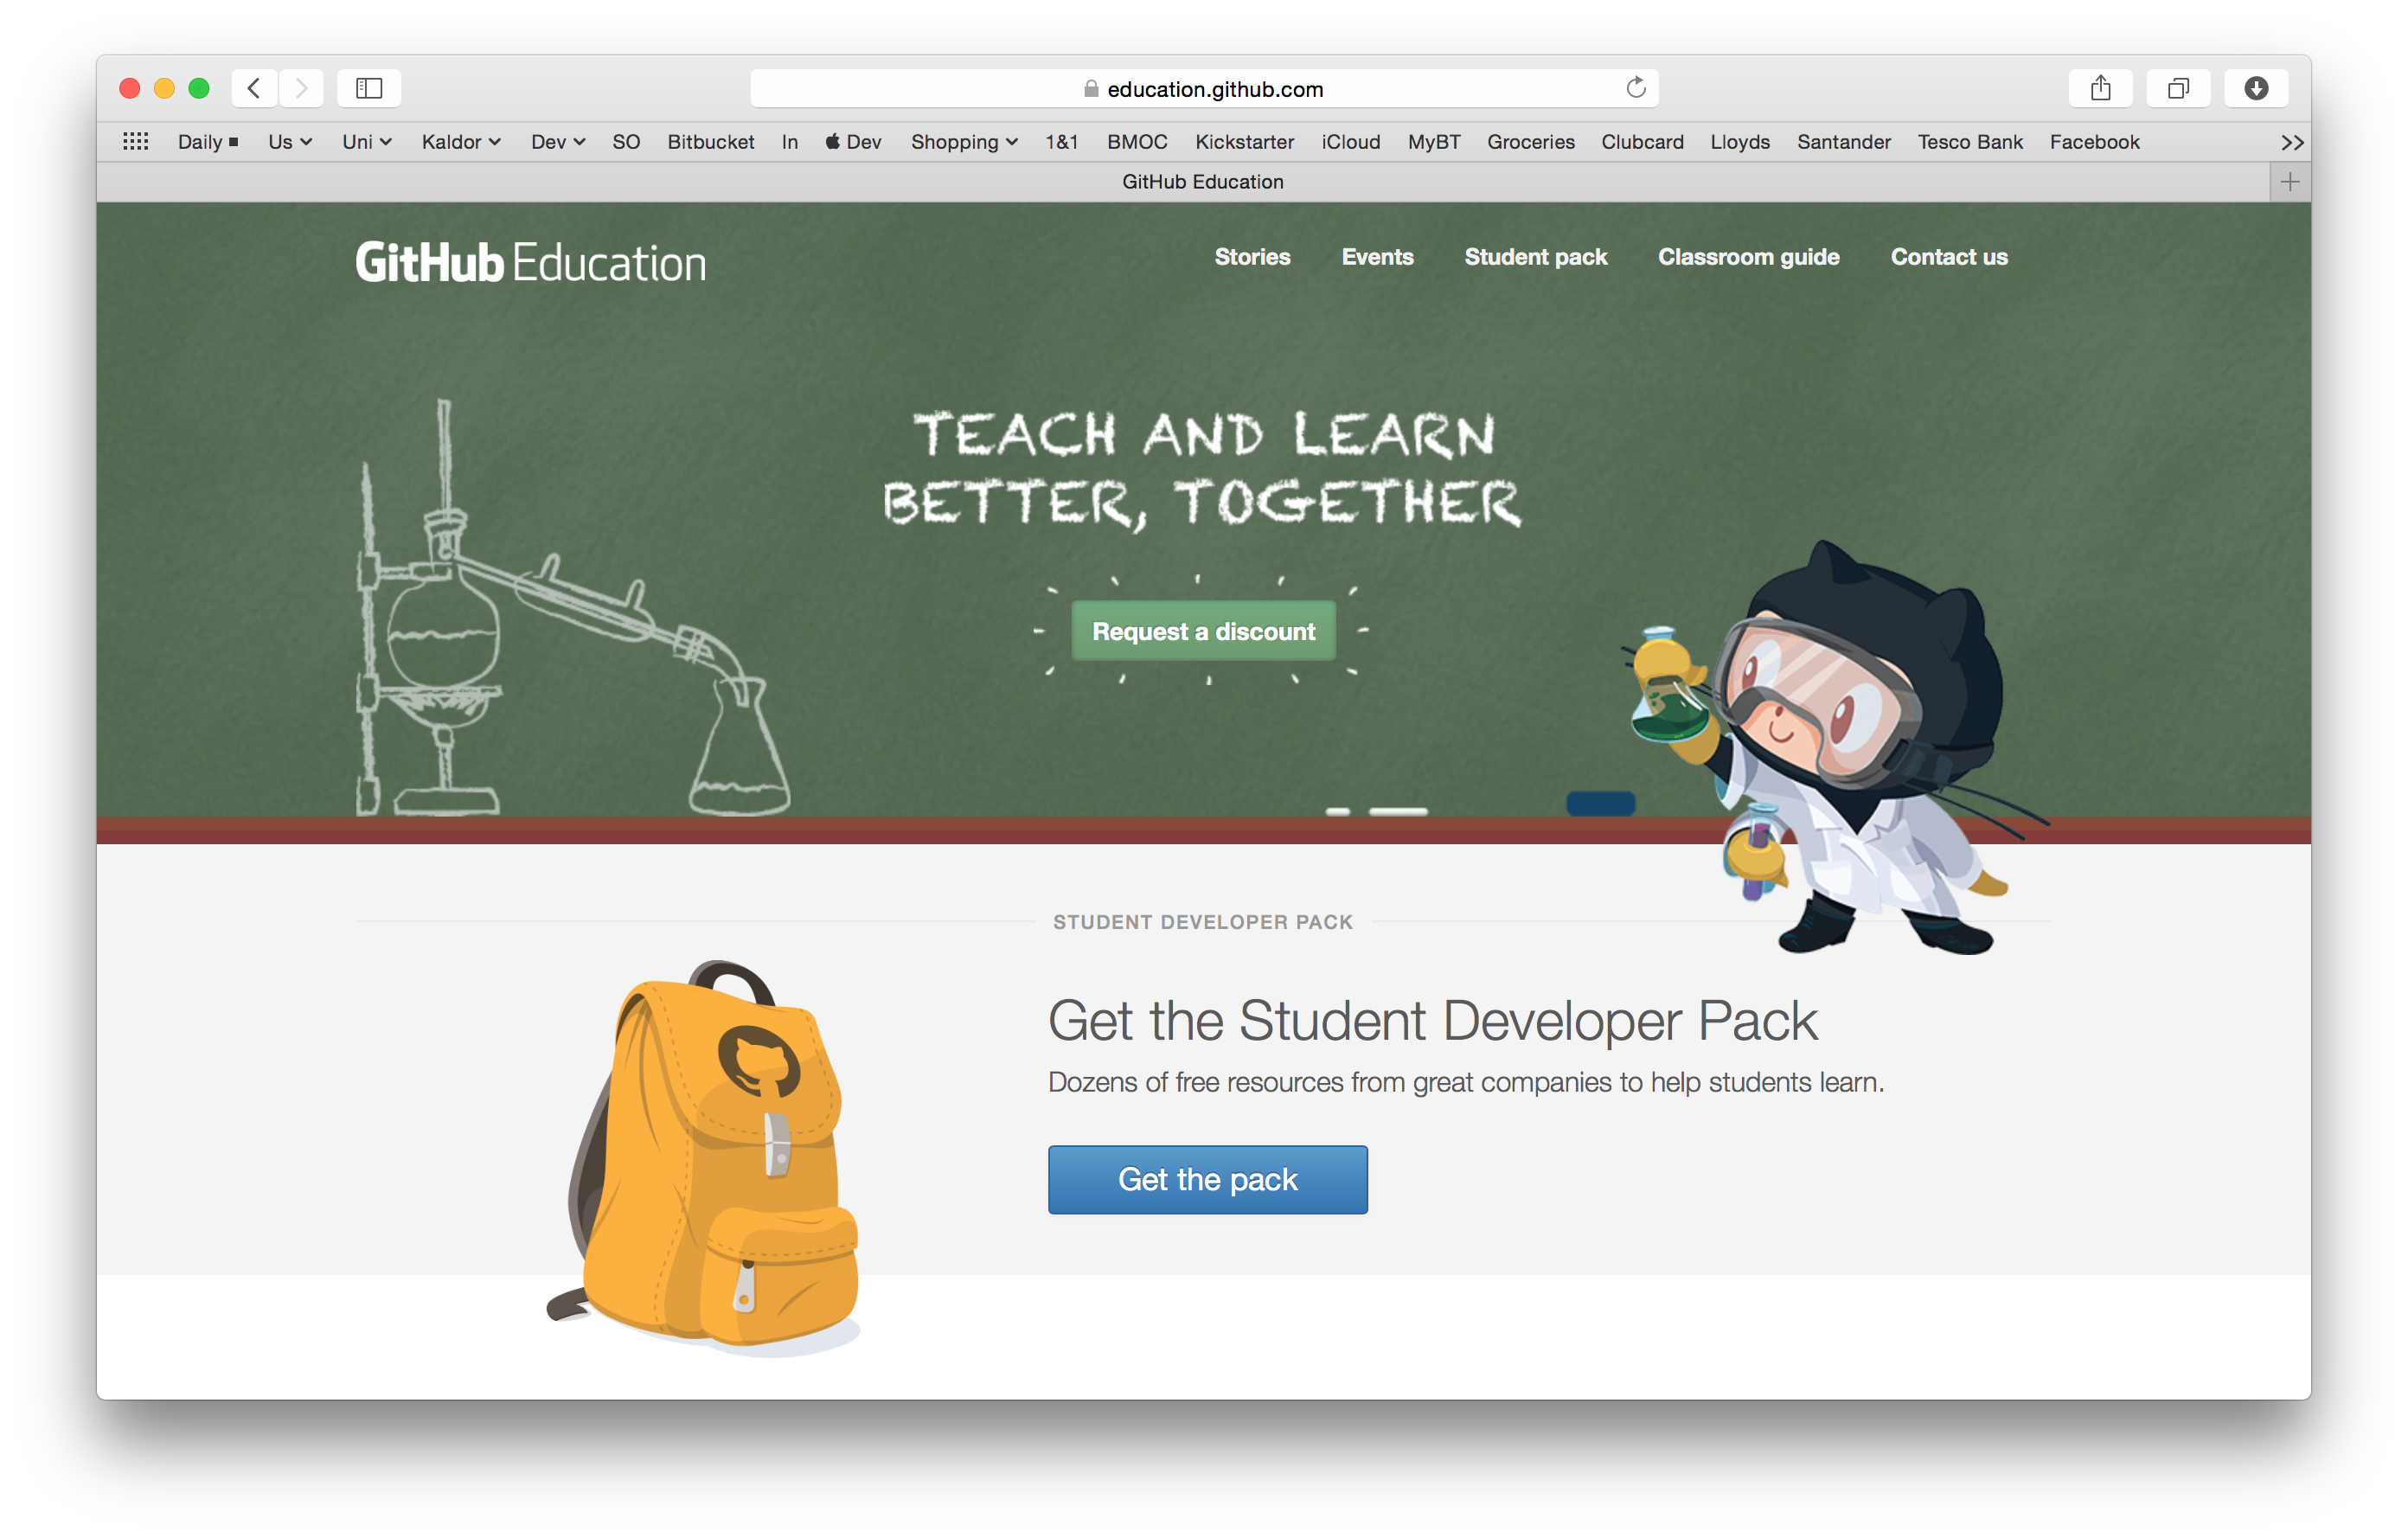 education.github.com
Daily Us Uni Kaldor Dev SO Bitbucket In Dev Shopping 1&1 BMOC Kickstarter iCloud MyBT Groceries Clubcard Lloyds Santander Tesco Bank Facebook
GitHub Education
GitHub Education Stories Events Student pack Classroom guide Contact us
TEACH AND LEARN
BETTER, TOGETHER
Request a discount
STUDENT DEVELOPER PACK
Get the Student Developer Pack
Dozens of free resources from great companies to help students learn.
Get the pack